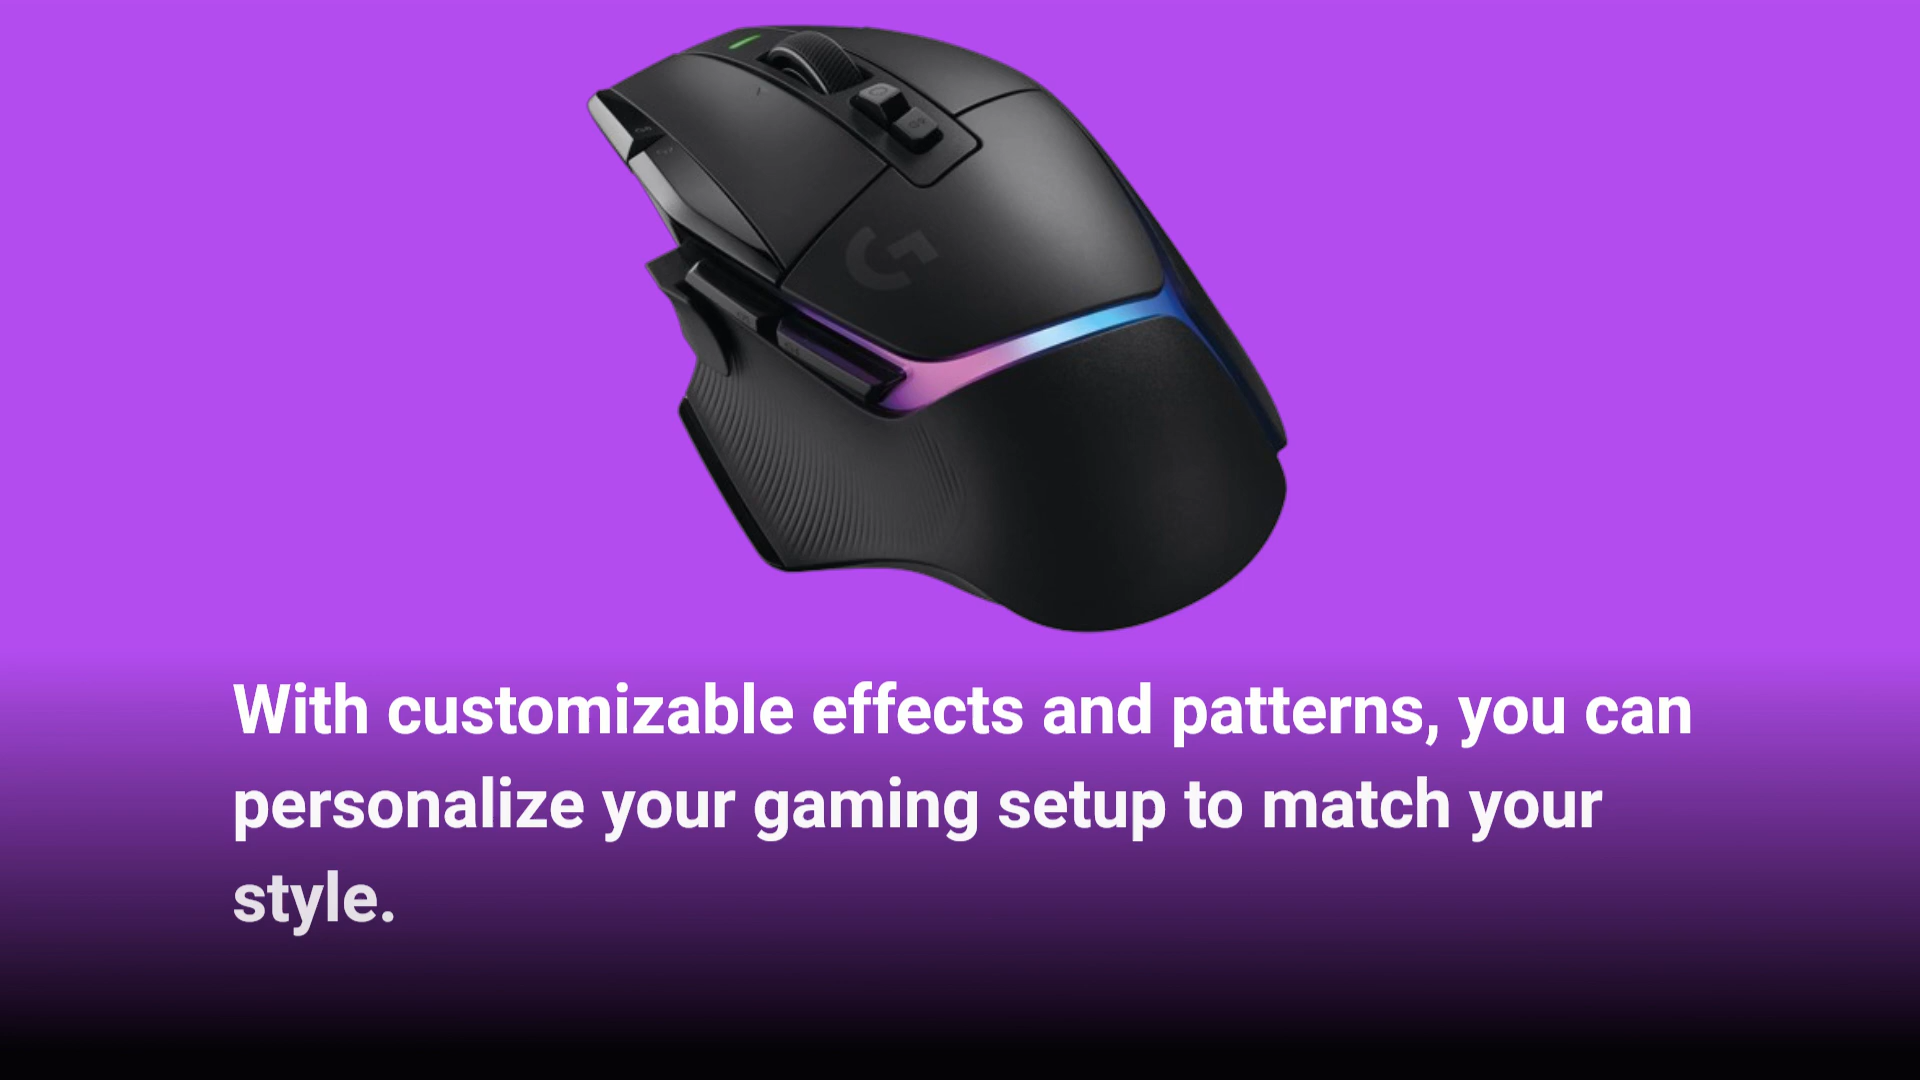 With customizable effects and patterns, you can
personalize your gaming setup to match your
style.